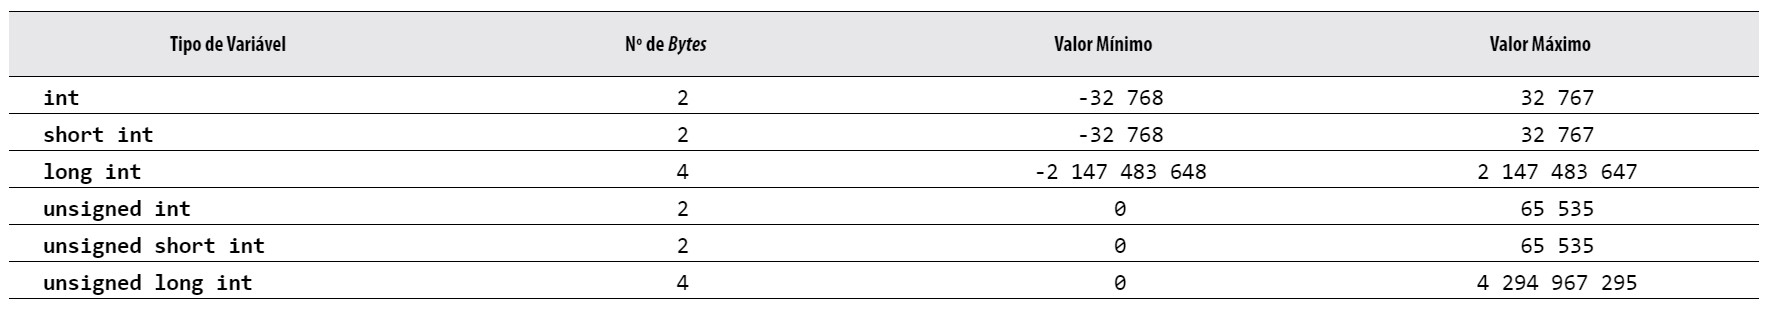 Tipo de Variável Nº de Bytes Valor Mínimo Valor Máximo
int 2 -32 768 32 767
short int 2 -32 768 32 767
long int 4 -2 147 483 648 2 147 483 647
unsigned int 2 0 65 535
unsigned short int 2 0 65 535
unsigned long int 4 0 4 294 967 295